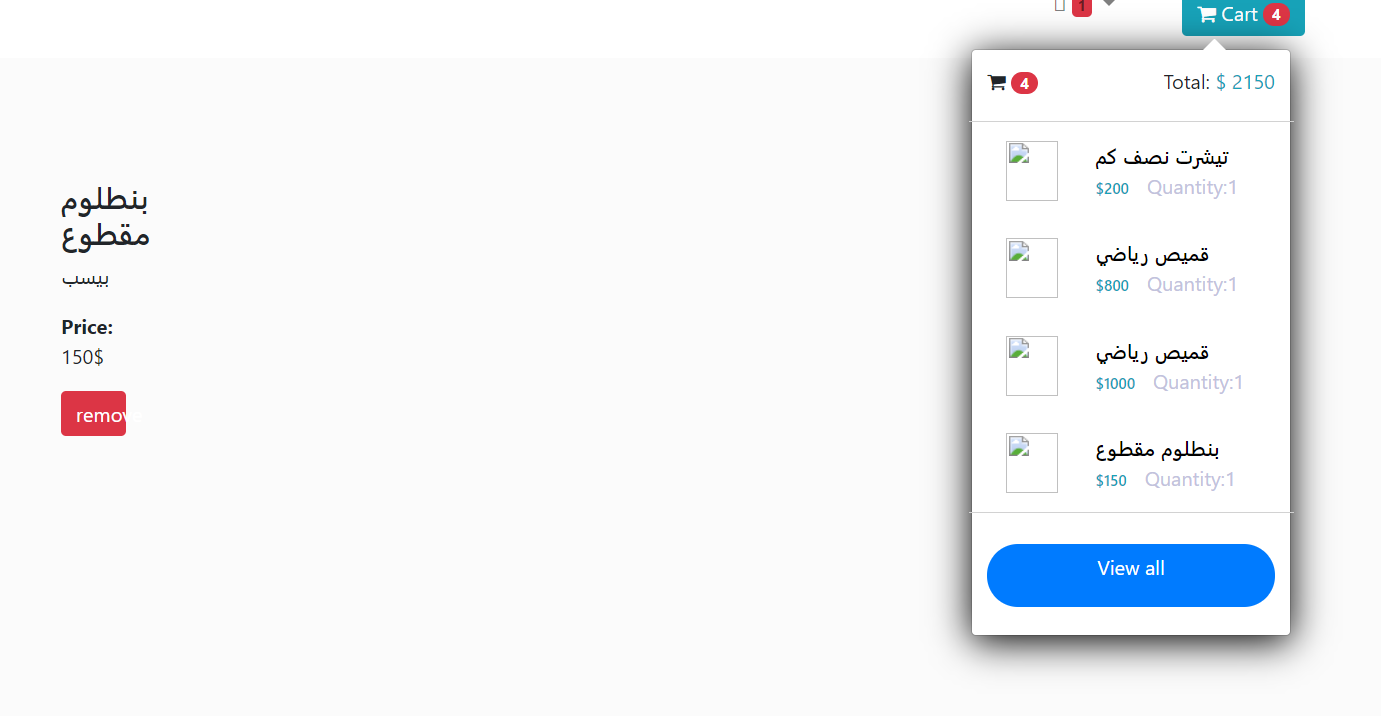 1
Cart 4
4
Total: $ 2150
تيشرت نصف كم
$200 Quantity:1
قميص رياضي
$800 Quantity:1
قميص رياضي
$1000 Quantity:1
بنطلوم مقطوع
$150 Quantity:1
View all
بنطلوم
مقطوع
بيسب
Price:
150$
remove